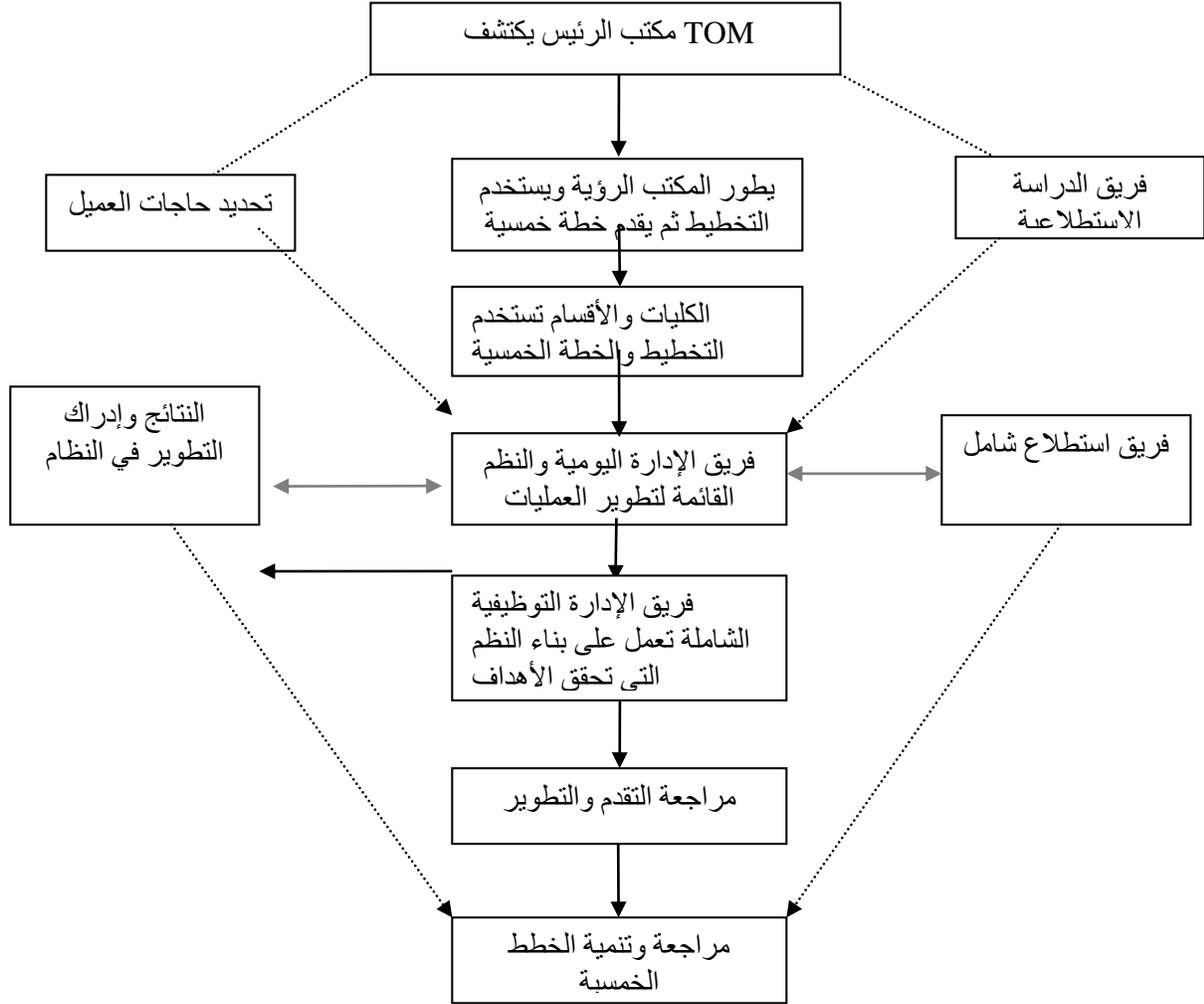 TOM مكتب الرئيس يكتشف
فريق الدراسة
الاستطلاعية
يطور المكتب الرؤية ويستخدم
التخطيط ثم يقدم خطة خمسية
تحديد حاجات العميل
الكليات والأقسام تستخدم
التخطيط والخطة الخمسية
فريق استطلاع شامل
فريق الإدارة اليومية والنظم
القائمة لتطوير العمليات
النتائج وإدراك
التطوير في النظام
فريق الإدارة التوظيفية
الشاملة تعمل على بناء النظم
التي تحقق الأهداف
مراجعة التقدم والتطوير
مراجعة وتنمية الخطط
الخمسية